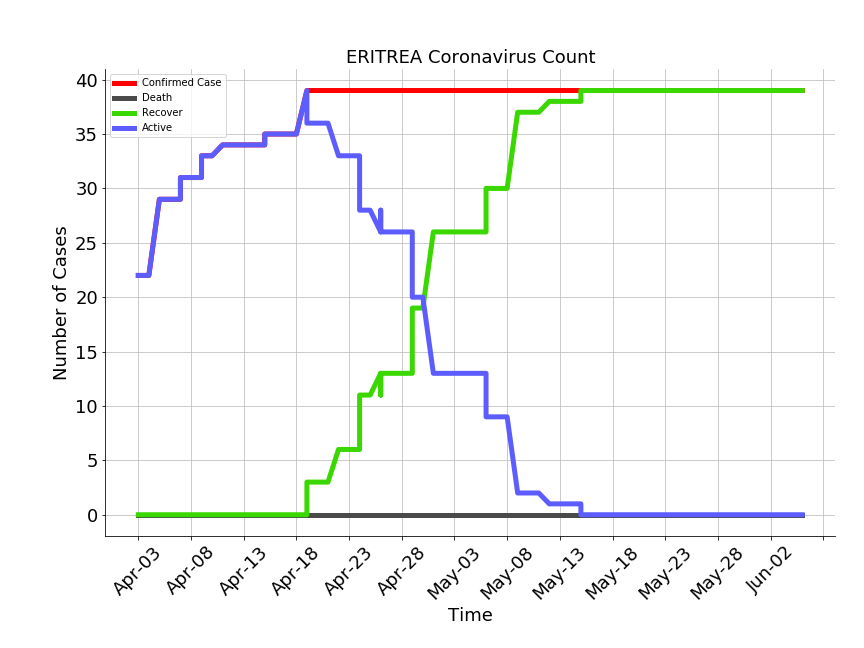 ERITREA Coronavirus Count
Confirmed Case
Death
Recover
Active
Number of Cases
40
35
30
25
20
15
10
5
0
Apr-03
Apr-08
Apr-13
Apr-18
Apr-23
Apr-28
May-03
May-08
May-13
May-18
May-23
May-28
Jun-02
Time